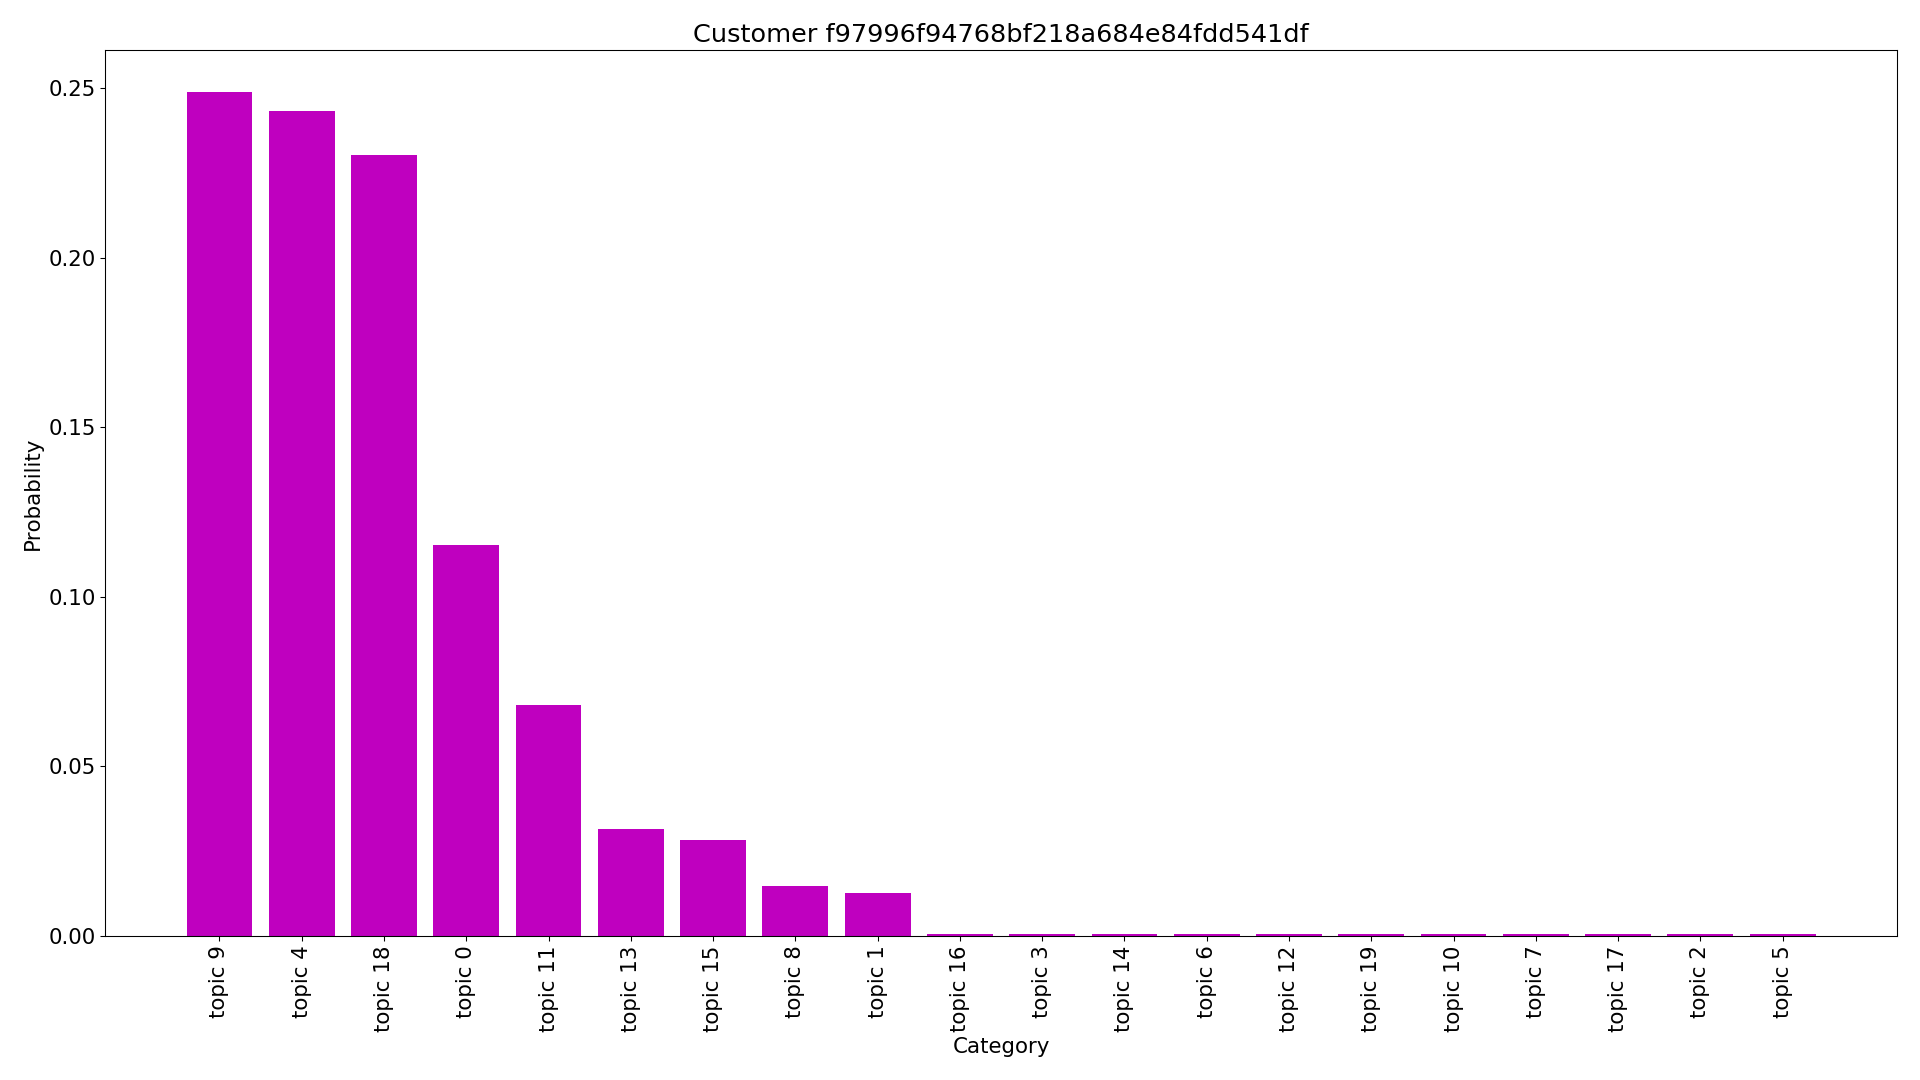 Customer f97996f94768bf218a684e84fdd541df
Probability
0.25
0.20
0.15
0.10
0.05
0.00
topic 9
topic 4
topic 18
topic 0
topic 11
topic 13
topic 15
topic 8
topic 1
topic 16
topic 3
topic 14
topic 6
topic 12
topic 19
topic 10
topic 7
topic 17
topic 2
topic 5
Category